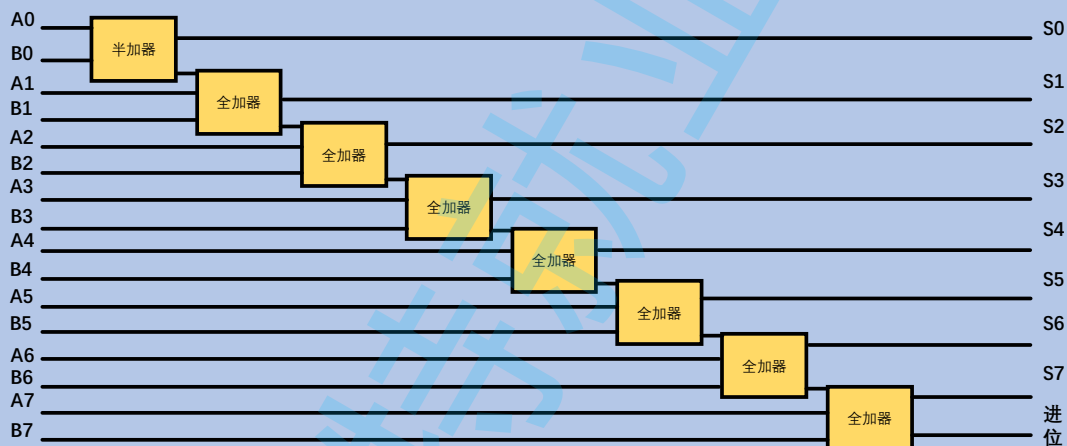 A0
S0
B0
半加器
A1
S1
B1
全加器
A2
S2
B2
全加器
A3
S3
B3
全加器
A4
S4
B4
全加器
A5
S5
B5
全加器
A6
S6
B6
全加器
A7
S7
B7
全加器
进
位